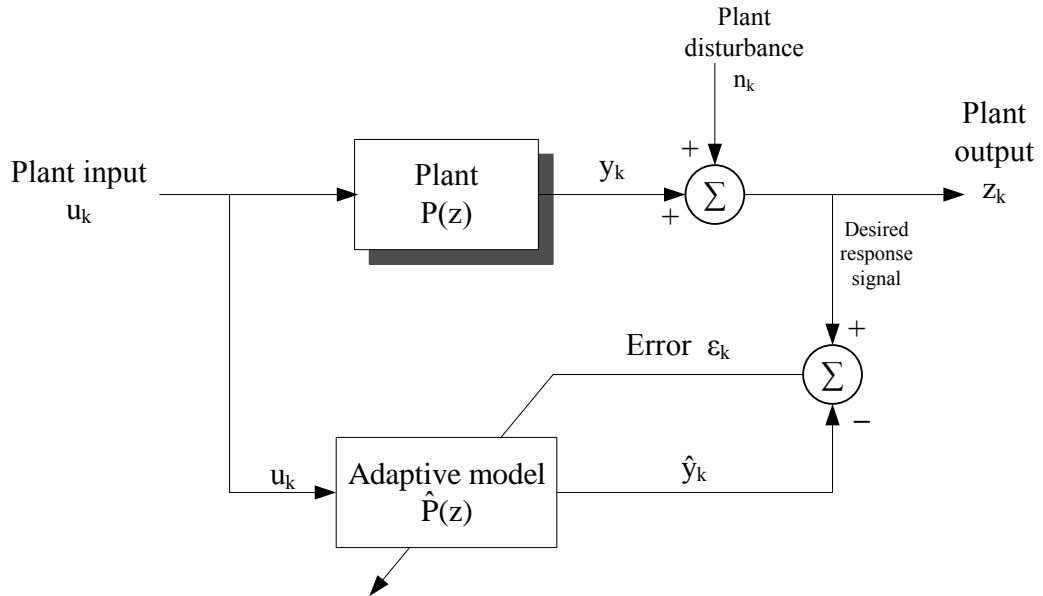 Plant
disturbance
n_k
Plant input
u_k
Plant
P(z)
y_k
+
+
∑
Plant
output
z_k
Desired
response
signal
+
∑
−
Error ε_k
u_k
Adaptive model
P̂(z)
ŷ_k